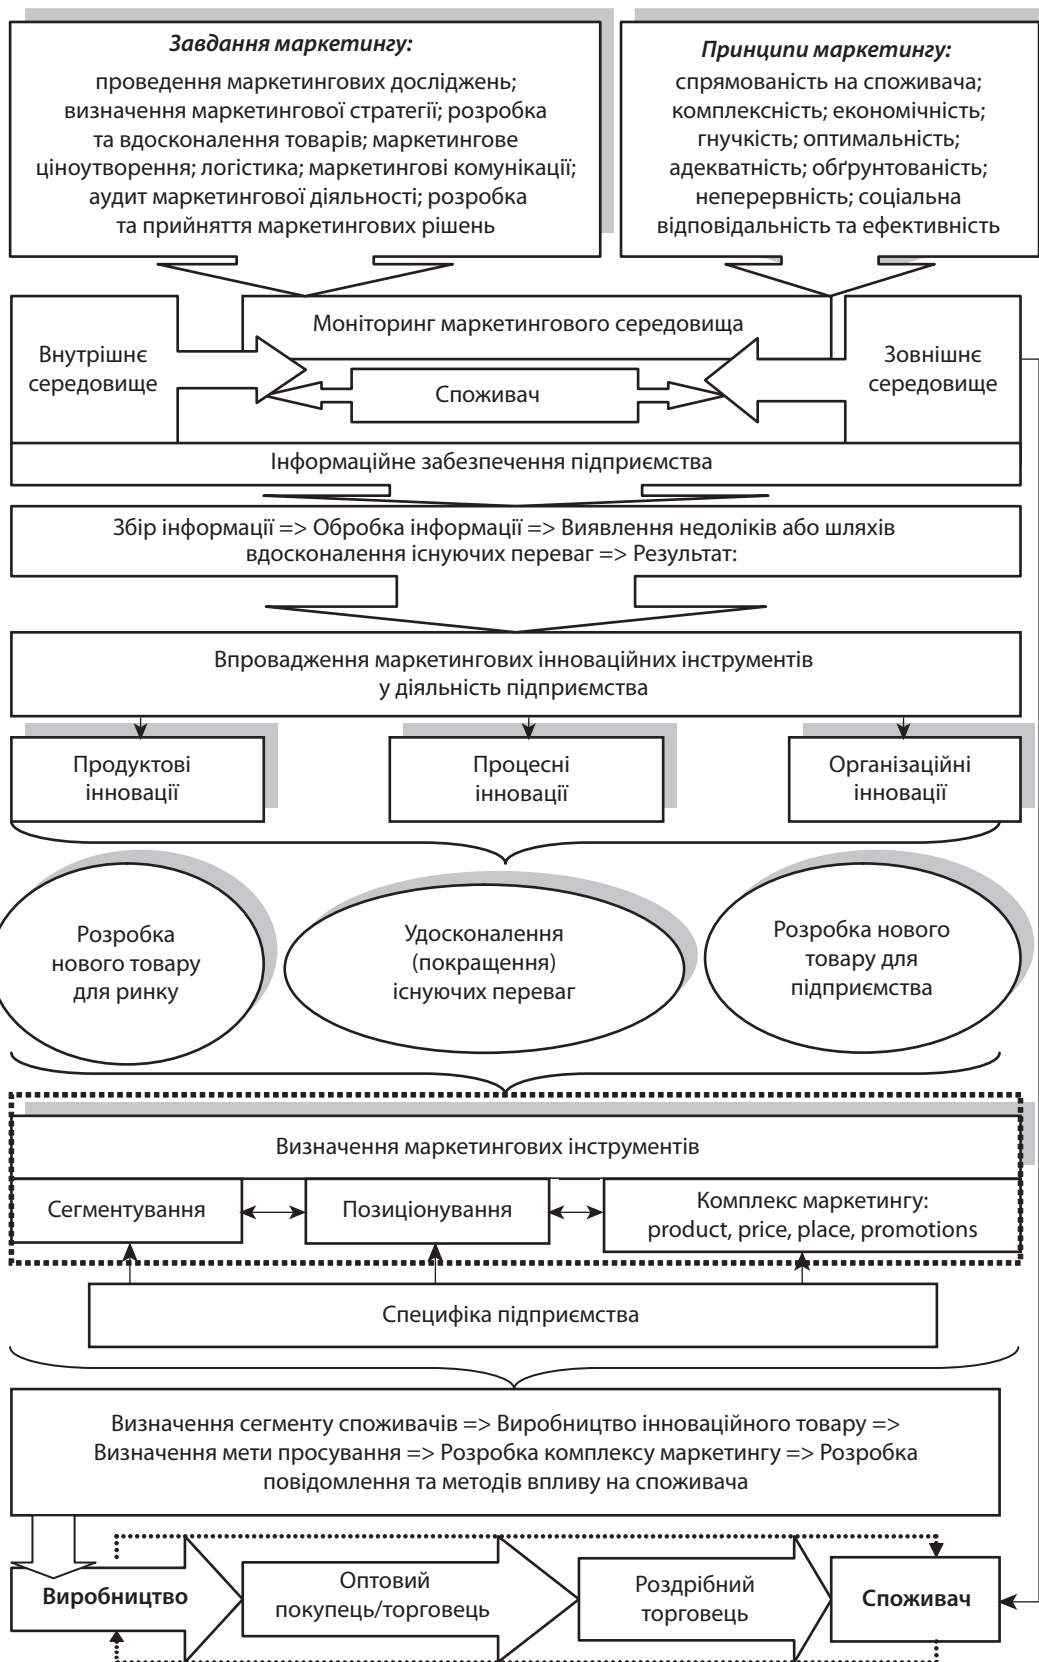 Завдання маркетингу:
проведення маркетингових досліджень;
визначення маркетингової стратегії; розробка
та вдосконалення товарів; маркетингове
ціноутворення; логістика; маркетингові комунікації;
аудит маркетингової діяльності; розробка
та прийняття маркетингових рішень
Принципи маркетингу:
спрямованість на споживача;
комплексність; економічність;
гнучкість; оптимальність;
адекватність; обґрунтованість;
неперервність; соціальна
відповідальність та ефективність
Моніторинг маркетингового середовища
Внутрішнє
середовище
Споживач
Зовнішнє
середовище
Інформаційне забезпечення підприємства
Збір інформації => Обробка інформації => Виявлення недоліків або шляхів
вдосконалення існуючих переваг => Результат:
Впровадження маркетингових інноваційних інструментів
у діяльність підприємства
Продуктові
інновації
Процесні
інновації
Організаційні
інновації
Розробка
нового товару
для ринку
Удосконалення
(покращення)
існуючих переваг
Розробка нового
товару для
підприємства
Визначення маркетингових інструментів
Сегментування
Позиціонування
Комплекс маркетингу:
product, price, place, promotions
Специфіка підприємства
Визначення сегменту споживачів => Виробництво інноваційного товару =>
Визначення мети просування => Розробка комплексу маркетингу => Розробка
повідомлення та методів впливу на споживача
Виробництво
Оптовий
покупець/торговець
Роздрібний
торговець
Споживач